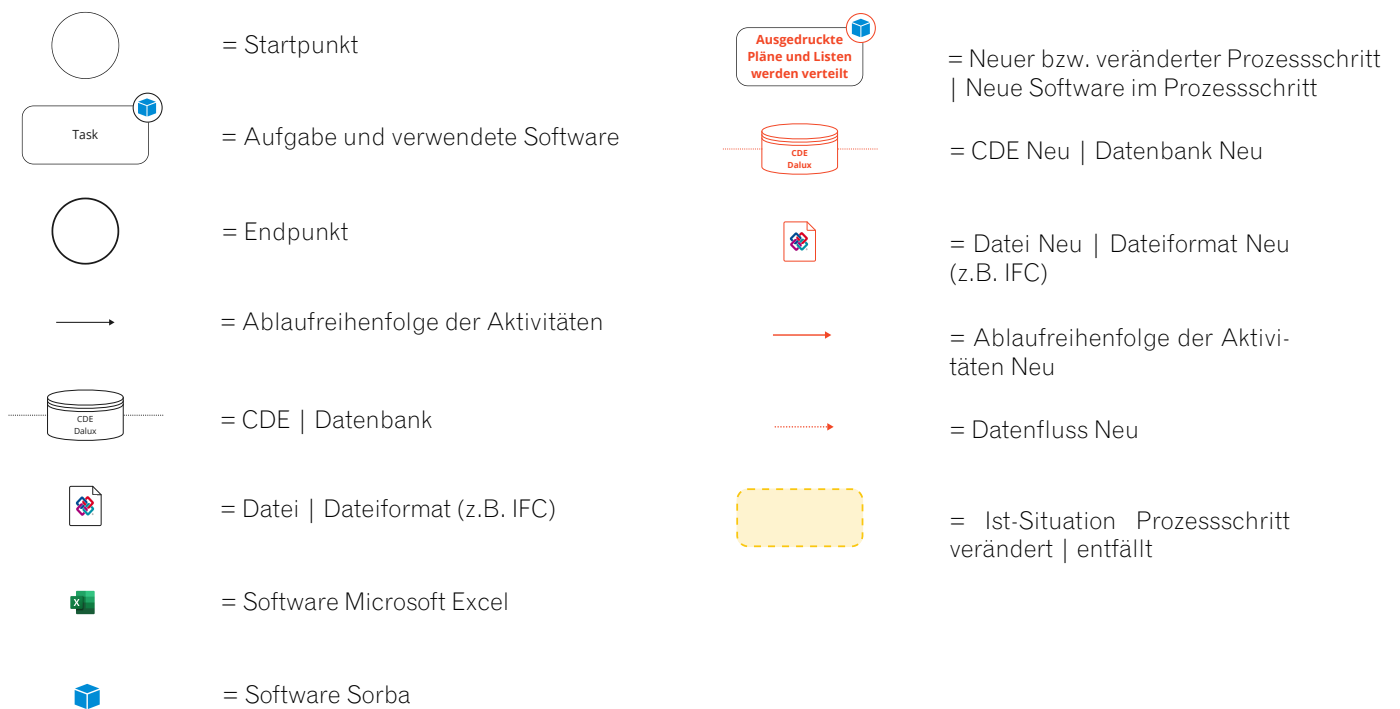 = Startpunkt
Task
= Aufgabe und verwendete Software
= Endpunkt
= Ablaufreihenfolge der Aktivitäten
CDE
Dalux
= CDE | Datenbank
= Datei | Dateiformat (z.B. IFC)
X
= Software Microsoft Excel
= Software Sorba
Ausgedruckte
Pläne und Listen
werden verteilt
= Neuer bzw. veränderter Prozessschritt
| Neue Software im Prozessschritt
CDE
Dalux
= CDE Neu | Datenbank Neu
= Datei Neu | Dateiformat Neu
(z.B. IFC)
= Ablaufreihenfolge der Aktivi-
täten Neu
= Datenfluss Neu
= Ist-Situation Prozessschritt
verändert | entfällt